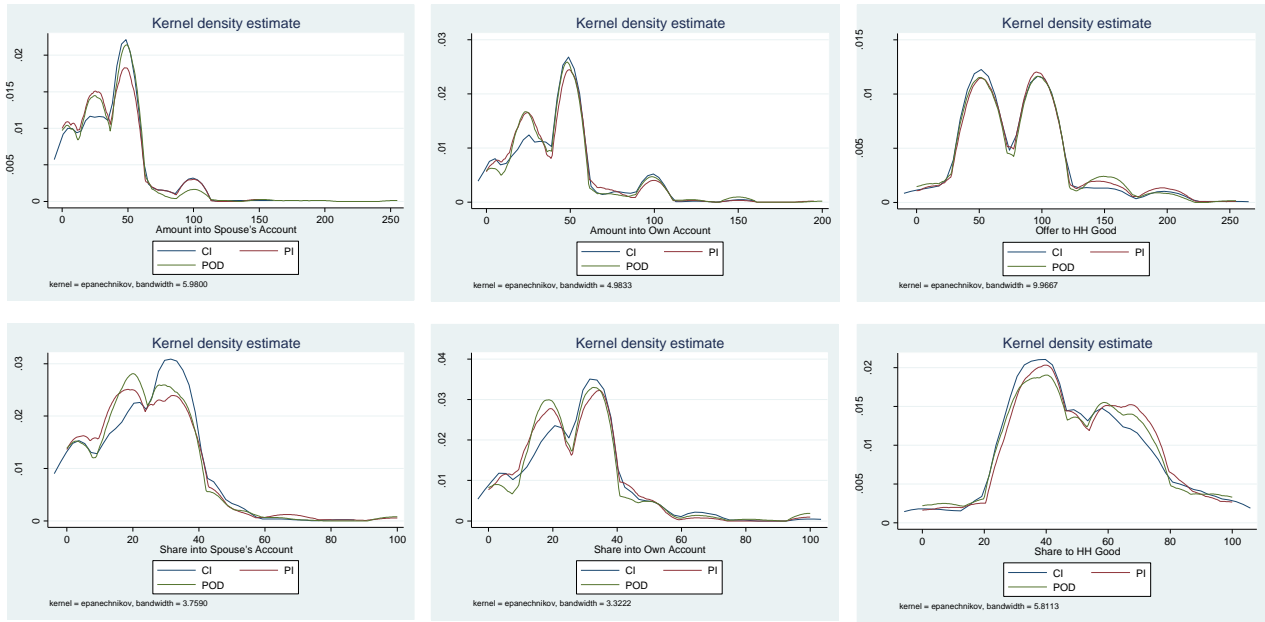 Kernel density estimate
.02
.015
.01
.005
0
0 50 100 150 200 250
Amount into Spouse's Account
CI PI
POD
kernel = epanechnikov, bandwidth = 5.9800
Kernel density estimate
.03
.02
.01
0
0 50 100 150 200
Amount into Own Account
CI PI
POD
kernel = epanechnikov, bandwidth = 4.9833
Kernel density estimate
.015
.01
.005
0
0 50 100 150 200 250
Offer to HH Good
CI PI
POD
kernel = epanechnikov, bandwidth = 9.9667
Kernel density estimate
.03
.02
.01
0
0 20 40 60 80 100
Share into Spouse's Account
CI PI
POD
kernel = epanechnikov, bandwidth = 3.7590
Kernel density estimate
.04
.03
.02
.01
0
0 20 40 60 80 100
Share into Own Account
CI PI
POD
kernel = epanechnikov, bandwidth = 3.3222
Kernel density estimate
.02
.015
.01
.005
0
0 20 40 60 80 100
Share to HH Good
CI PI
POD
kernel = epanechnikov, bandwidth = 5.8113